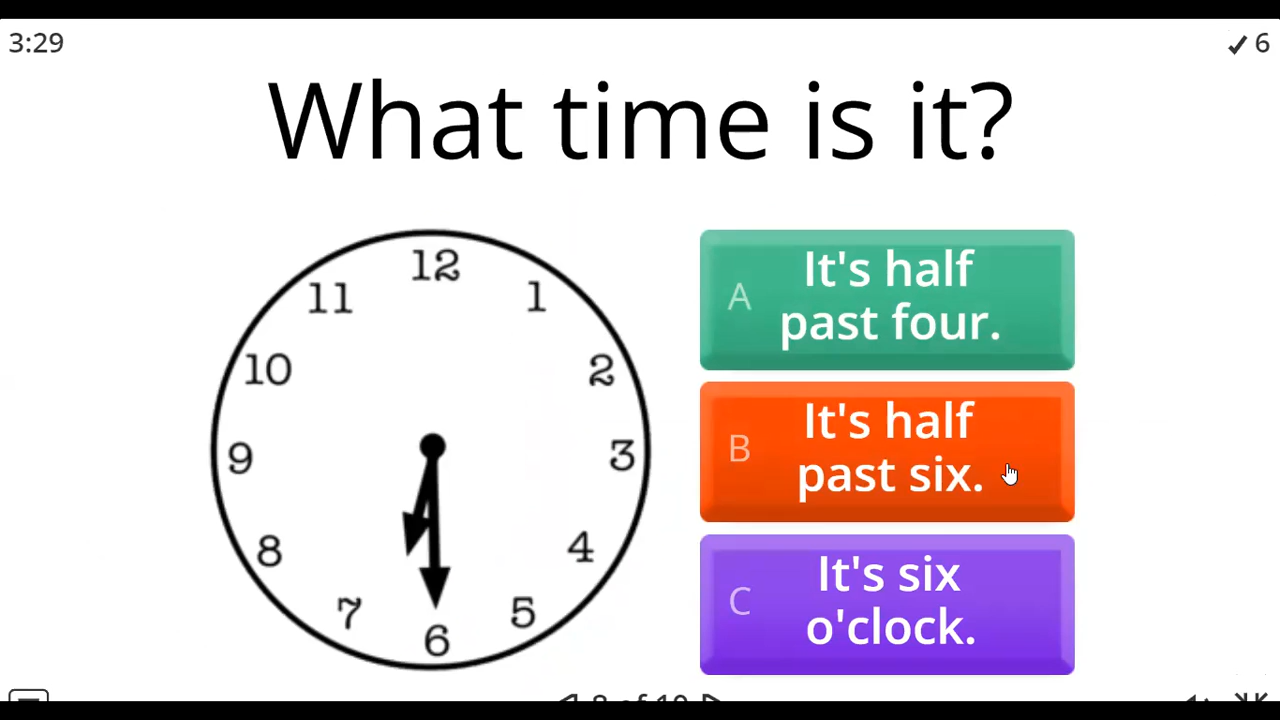 3:29
✓ 6
What time is it?
12
11
1
10
2
9
3
8
4
7
5
6
A
It's half
past four.
B
It's half
past six.
C
It's six
o'clock.